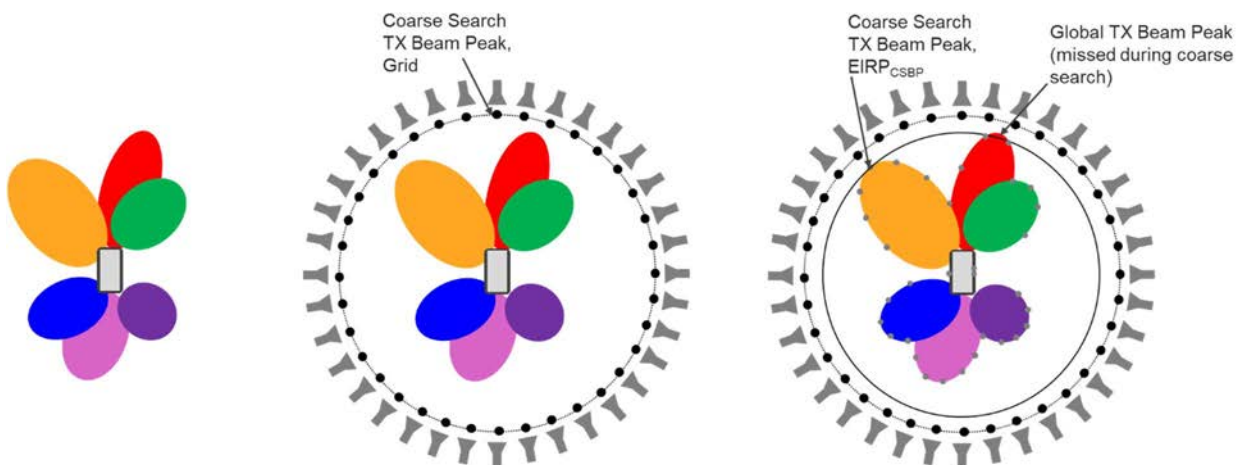 Coarse Search
TX Beam Peak,
Grid
Coarse Search
TX Beam Peak,
EIRPCSBP
Global TX Beam Peak
(missed during coarse
search)